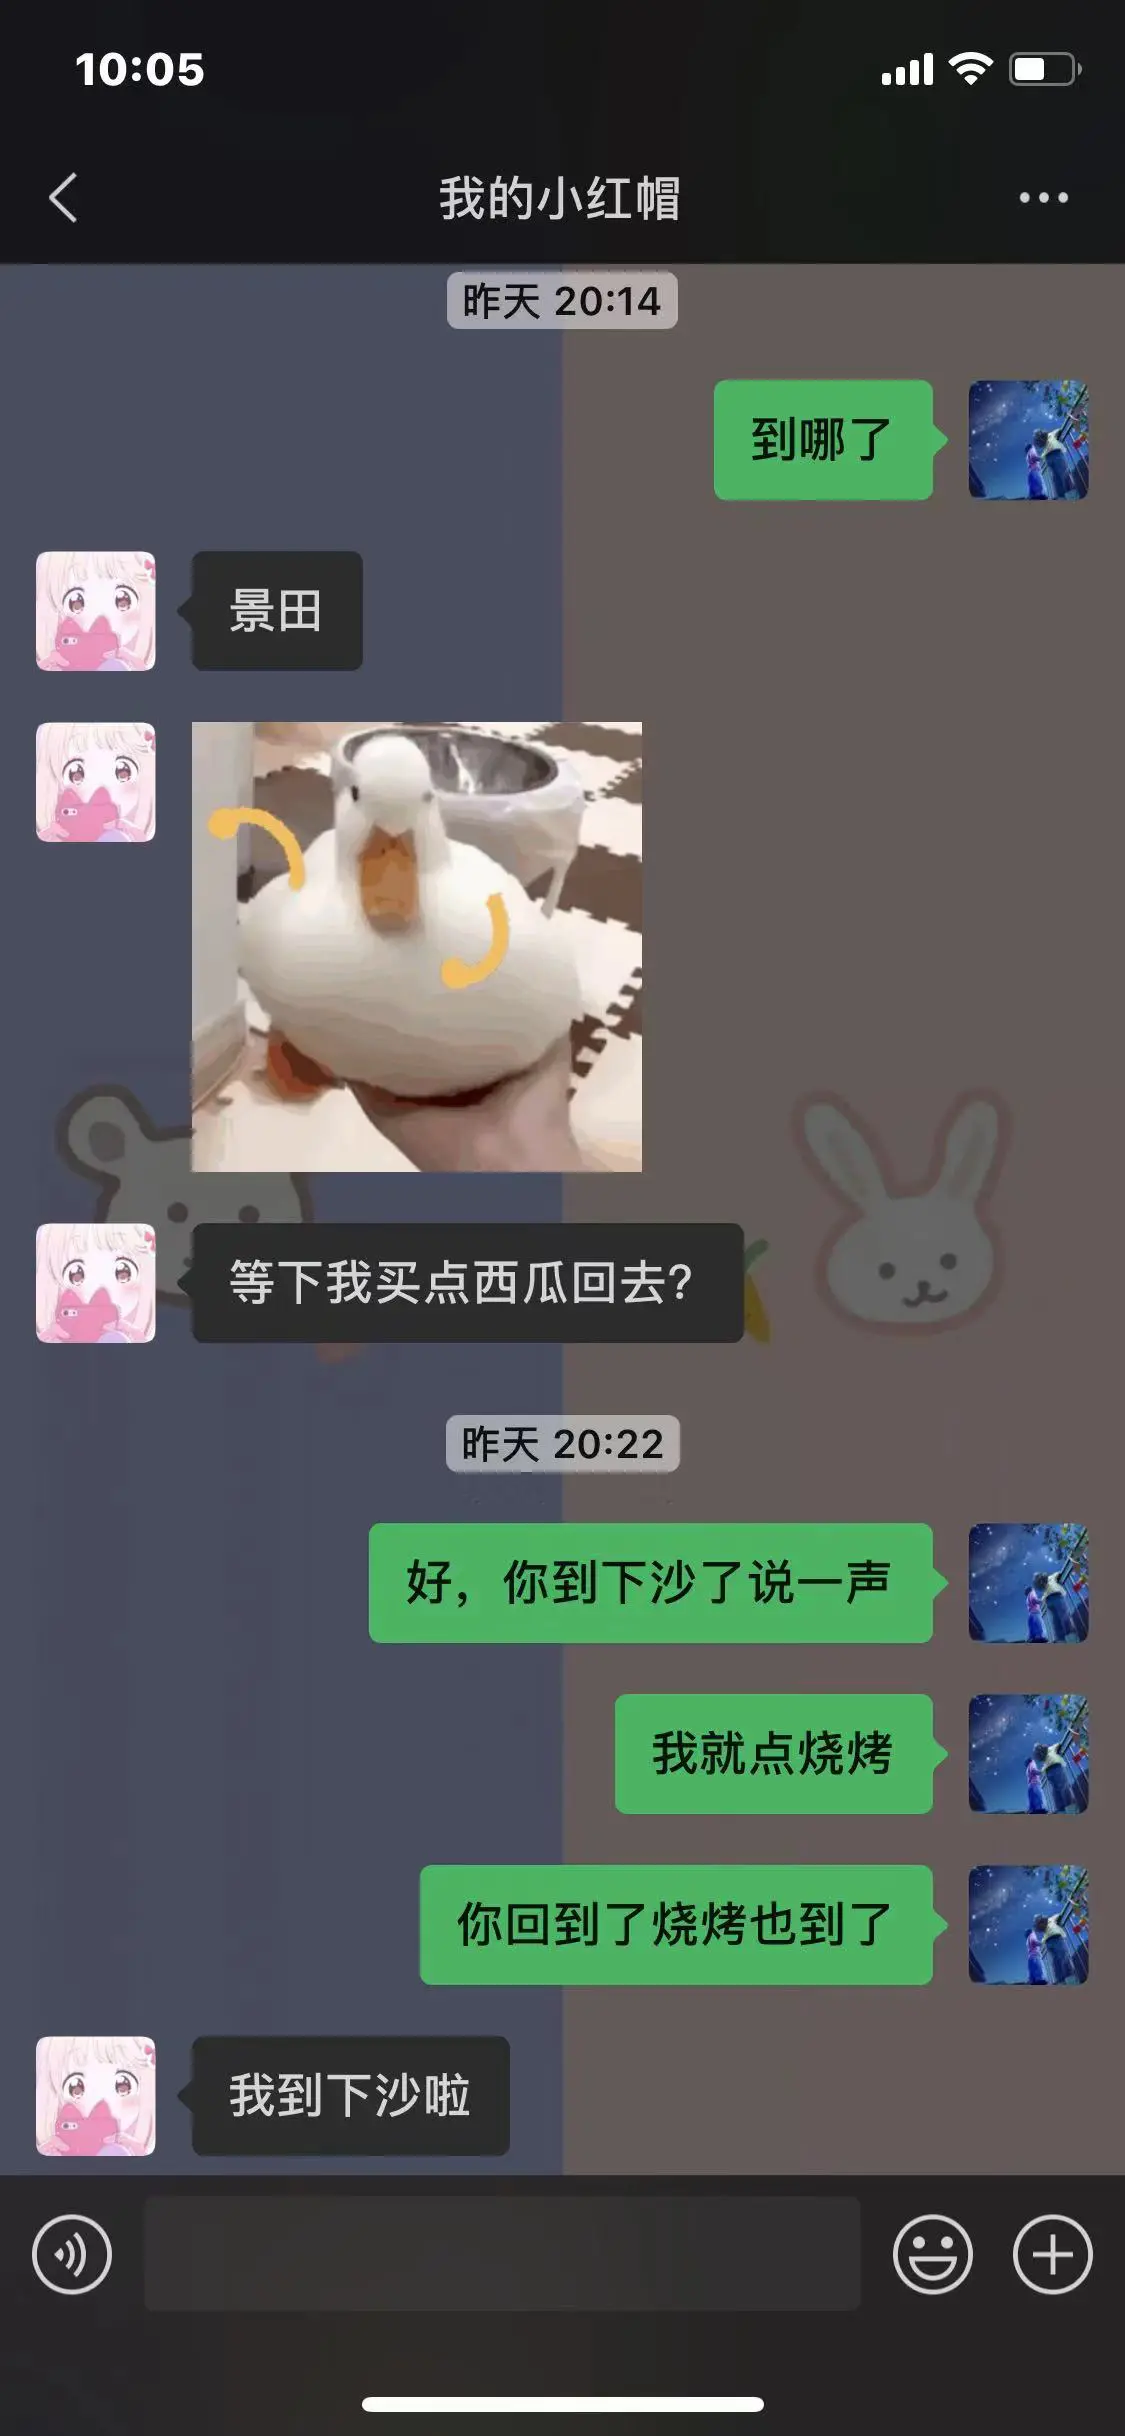 10:05
我的小红帽
昨天 20:14
到哪了
景田
等下我买点西瓜回去?
昨天 20:22
好，你到下沙了说一声
我就点烧烤
你回到了烧烤也到了
我到下沙啦